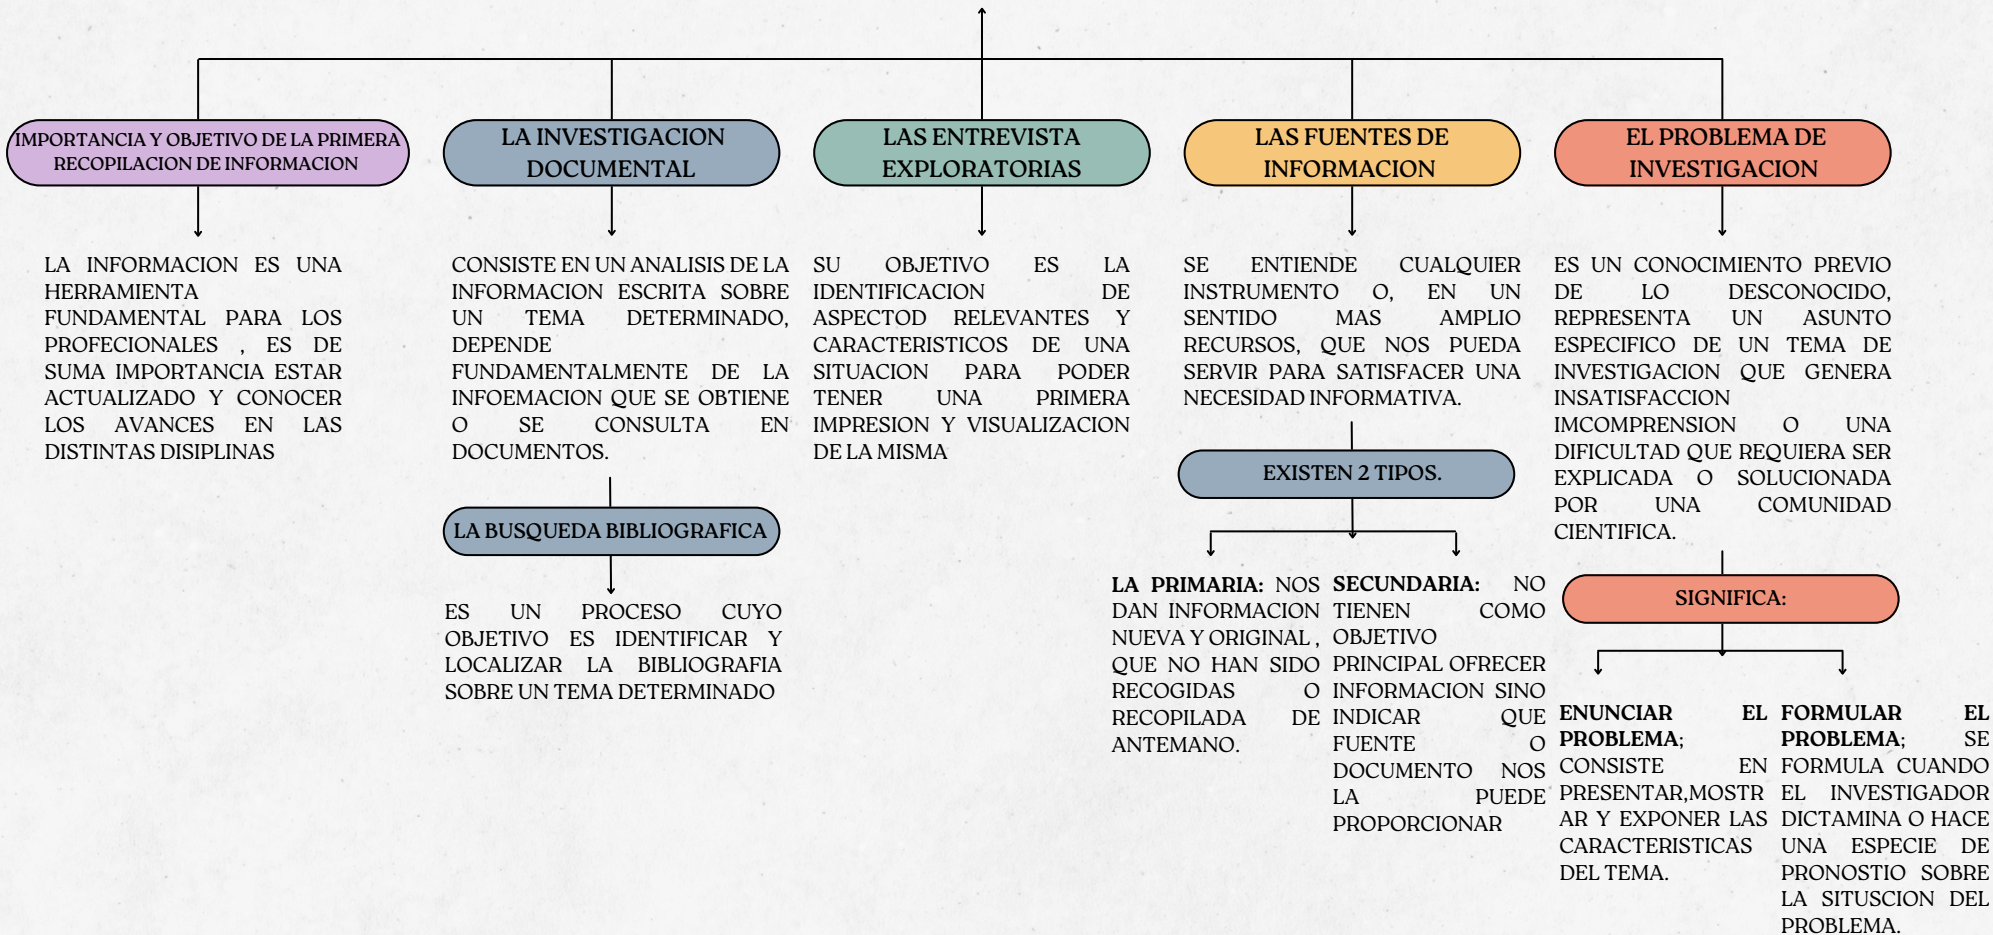 IMPORTANCIA Y OBJETIVO DE LA PRIMERA
RECOPILACION DE INFORMACION
LA INFORMACION ES UNA
HERRAMIENTA
FUNDAMENTAL PARA LOS
PROFECIONALES , ES DE
SUMA IMPORTANCIA ESTAR
ACTUALIZADO Y CONOCER
LOS AVANCES EN LAS
DISTINTAS DISIPLINAS
LA INVESTIGACION
DOCUMENTAL
CONSISTE EN UN ANALISIS DE LA
INFORMACION ESCRITA SOBRE
UN TEMA DETERMINADO,
DEPENDE
FUNDAMENTALMENTE DE LA
INFOEMACION QUE SE OBTIENE
O SE CONSULTA EN
DOCUMENTOS.
LA BUSQUEDA BIBLIOGRAFICA
ES UN PROCESO CUYO
OBJETIVO ES IDENTIFICAR Y
LOCALIZAR LA BIBLIOGRAFIA
SOBRE UN TEMA DETERMINADO
LAS ENTREVISTA
EXPLORATORIAS
SU OBJETIVO ES LA
IDENTIFICACION DE
ASPECTOD RELEVANTES Y
CARACTERISTICOS DE UNA
SITUACION PARA PODER
TENER UNA PRIMERA
IMPRESION Y VISUALIZACION
DE LA MISMA
LAS FUENTES DE
INFORMACION
SE ENTIENDE CUALQUIER
INSTRUMENTO O, EN UN
SENTIDO MAS AMPLIO
RECURSOS, QUE NOS PUEDA
SERVIR PARA SATISFACER UNA
NECESIDAD INFORMATIVA.
EXISTEN 2 TIPOS.
LA PRIMARIA: NOS
DAN INFORMACION
NUEVA Y ORIGINAL ,
QUE NO HAN SIDO
RECOGIDAS O
RECOPILADA DE
ANTEMANO.
SECUNDARIA: NO
TIENEN COMO
OBJETIVO
PRINCIPAL OFRECER
INFORMACION SINO
INDICAR QUE
FUENTE O
DOCUMENTO NOS
LA PUEDE
PROPORCIONAR
EL PROBLEMA DE
INVESTIGACION
ES UN CONOCIMIENTO PREVIO
DE LO DESCONOCIDO,
REPRESENTA UN ASUNTO
ESPECIFICO DE UN TEMA DE
INVESTIGACION QUE GENERA
INSATISFACCION
IMCOMPRENSION O UNA
DIFICULTAD QUE REQUIERA SER
EXPLICADA O SOLUCIONADA
POR UNA COMUNIDAD
CIENTIFICA.
SIGNIFICA:
ENUNCIAR EL
PROBLEMA;
CONSISTE EN
PRESENTAR,MOSTR
AR Y EXPONER LAS
CARACTERISTICAS
DEL TEMA.
FORMULAR EL
PROBLEMA; SE
FORMULA CUANDO
EL INVESTIGADOR
DICTAMINA O HACE
UNA ESPECIE DE
PRONOSTIO SOBRE
LA SITUSCION DEL
PROBLEMA.